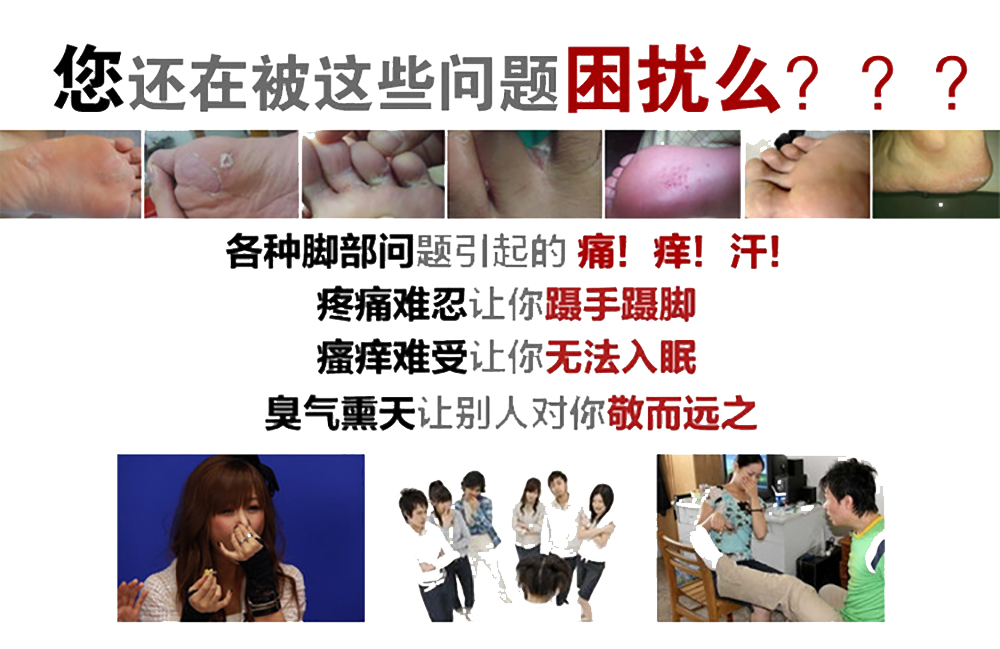 您还在被这些问题困扰么？？？
各种脚部问题引起的 痛！痒！汗！
疼痛难忍让你蹑手蹑脚
瘙痒难受让你无法入眠
臭气熏天让别人对你敬而远之